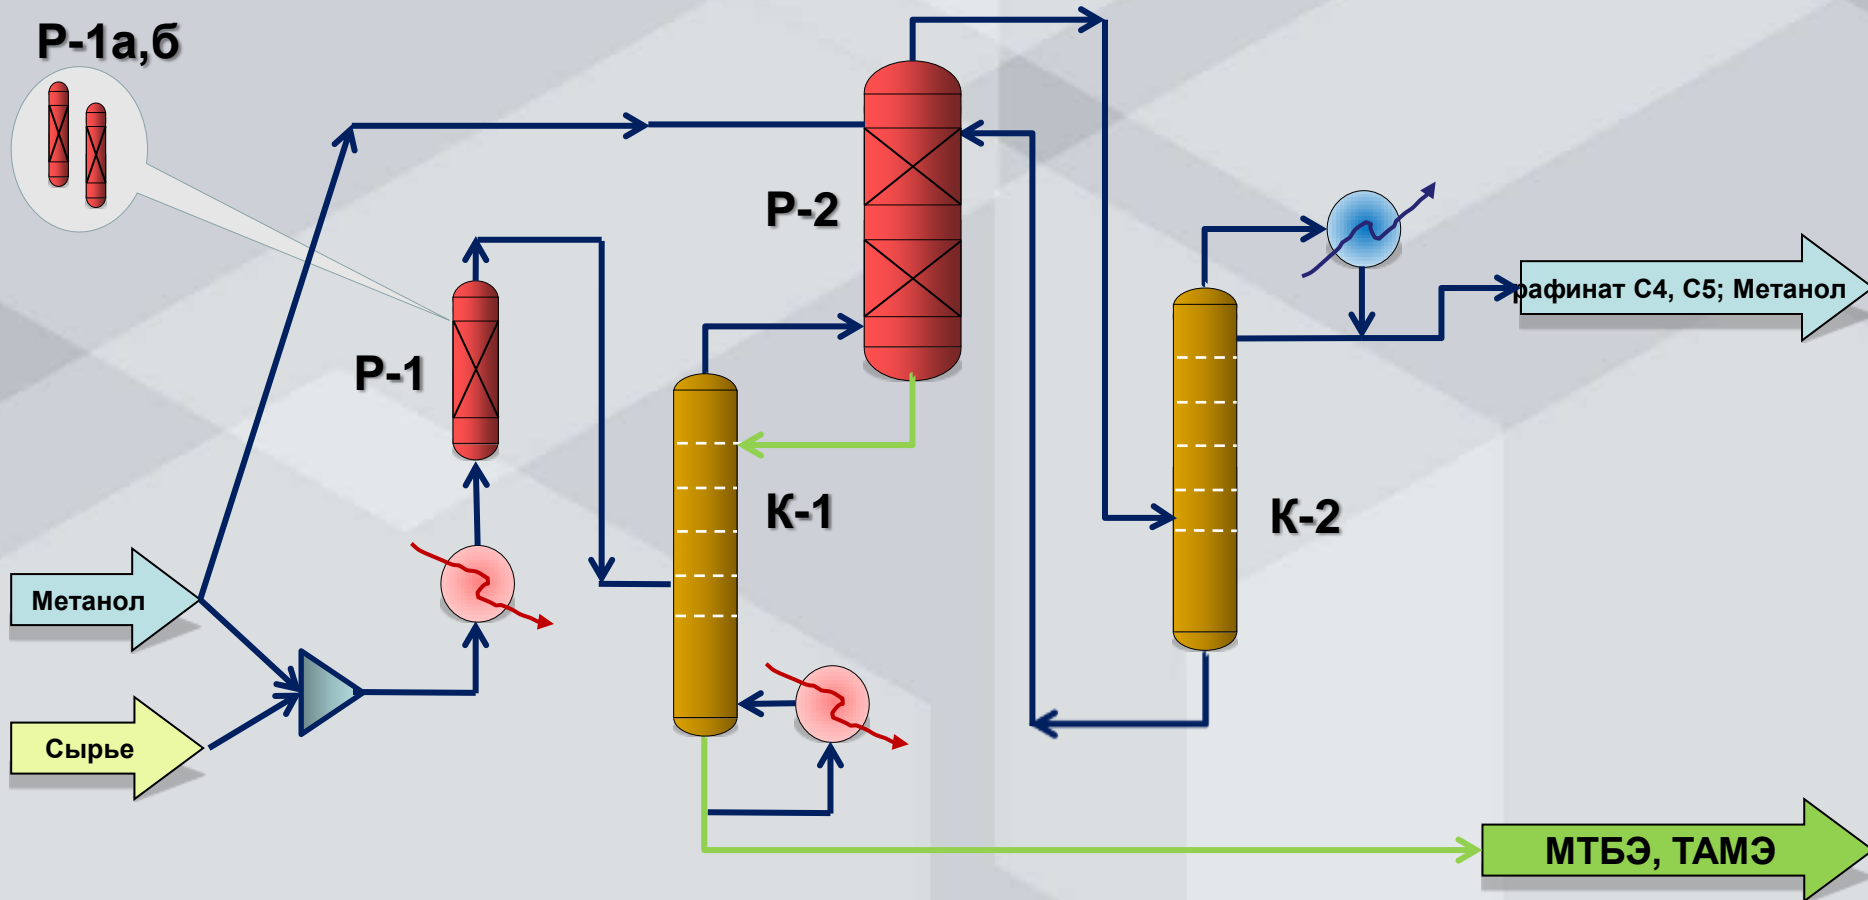 Р-1а,б
Р-2
Р-1
рафинат С4, С5; Метанол
К-1
К-2
Метанол
Сырье
МТБЭ, ТАМЭ